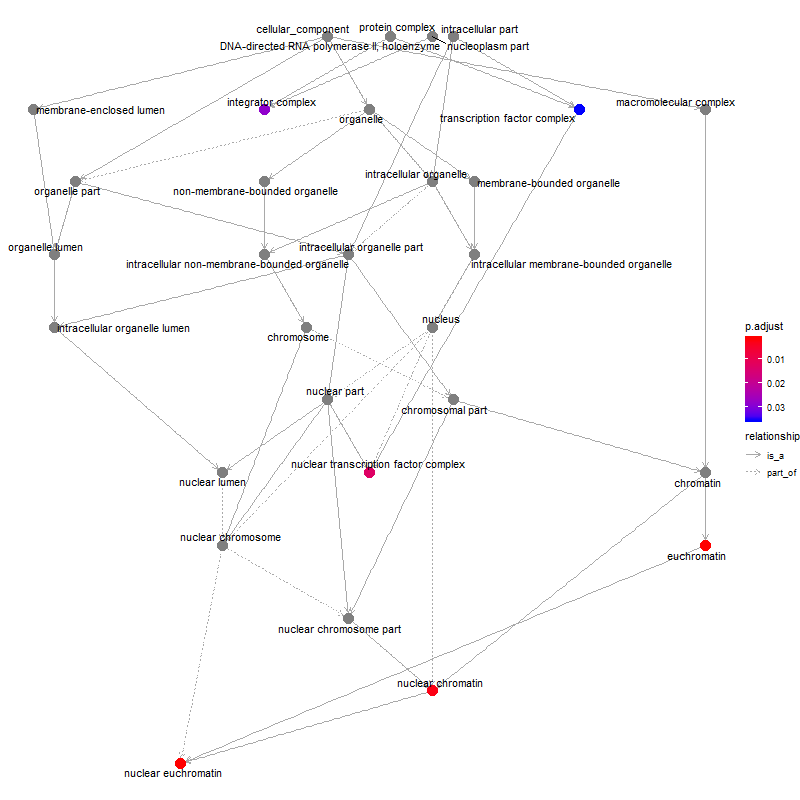 protein complex
cellular_component
intracellular part
DNA-directed RNA polymerase II, holoenzyme
nucleoplasm part
integrator complex
macromolecular complex
membrane-enclosed lumen
organelle
transcription factor complex
intracellular organelle
organelle part
non-membrane-bounded organelle
membrane-bounded organelle
organelle lumen
intracellular organelle part
intracellular non-membrane-bounded organelle
intracellular membrane-bounded organelle
nucleus
intracellular organelle lumen
chromosome
p.adjust
0.01
0.02
0.03
nuclear part
chromosomal part
relationship
is_a
part_of
nuclear transcription factor complex
nuclear lumen
chromatin
nuclear chromosome
euchromatin
nuclear chromosome part
nuclear chromatin
nuclear euchromatin